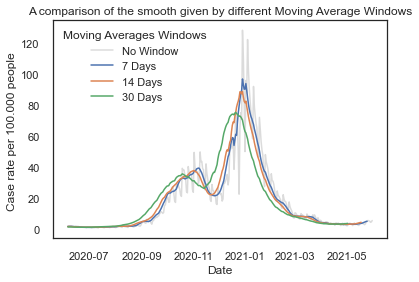 A comparison of the smooth given by different Moving Average Windows
Moving Averages Windows
No Window
7 Days
14 Days
30 Days
Case rate per 100.000 people
120
100
80
60
40
20
0
2020-07 2020-09 2020-11 2021-01 2021-03 2021-05
Date